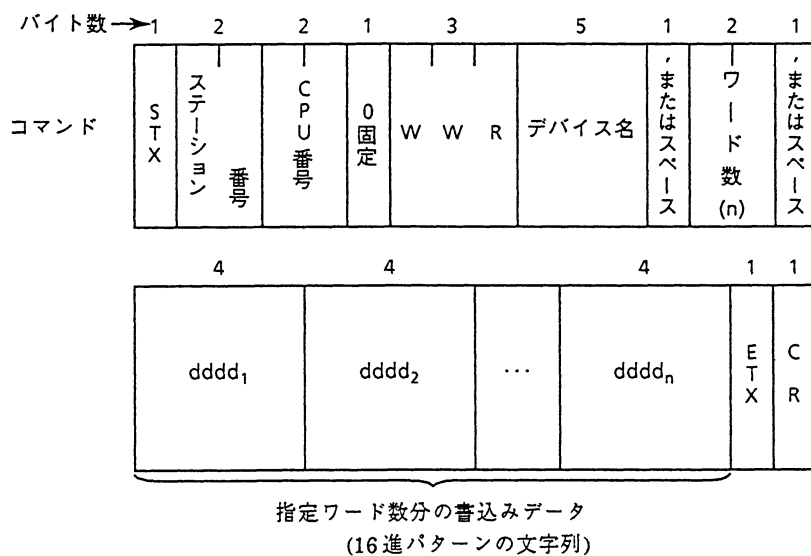 バイト数→1 2 2 1 3 5 1 2 1
コマンド
STX
ステーション番号
CPU番号
0固定
W W R
デバイス名
,またはスペース
ワード数(n)
,またはスペース
4 4 4 1 1
dddd₁
dddd₂
...
ddddₙ
ETX
CR
指定ワード数分の書込みデータ
(16進パターンの文字列)